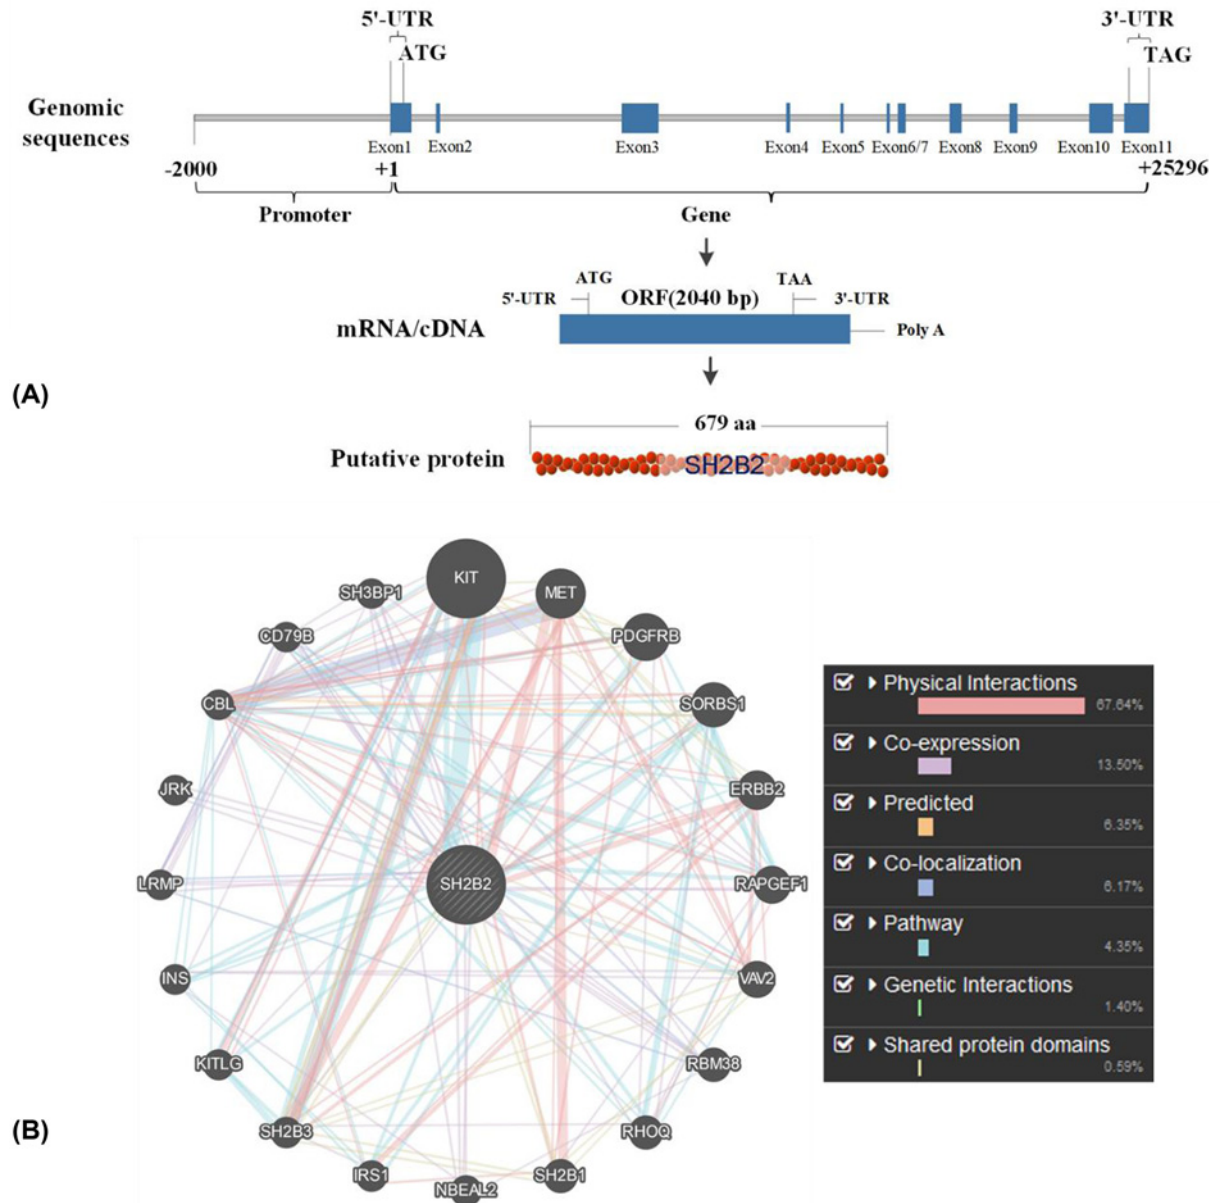 5'-UTR
3'-UTR
ATG
TAG
Genomic
sequences
Exon1
Exon2
Exon3
Exon4
Exon5
Exon6/7
Exon8
Exon9
Exon10
Exon11
-2000
+1
+25296
Promoter
Gene
ATG
TAA
5'-UTR
ORF(2040 bp)
3'-UTR
mRNA/cDNA
Poly A
(A)
679 aa
Putative protein
SH2B2
KIT
MET
SH3BP1
PDGFRB
CD79B
CBL
SORBS1
JRK
ERBB2
SH2B2
LRMP
RAPGEF1
INS
VAV2
KITLG
RBM38
SH2B3
RHOQ
IRS1
SH2B1
NBEAL2
Physical Interactions
67.64%
Co-expression
13.50%
Predicted
6.35%
Co-localization
6.17%
Pathway
4.35%
Genetic Interactions
1.40%
Shared protein domains
0.59%
(B)